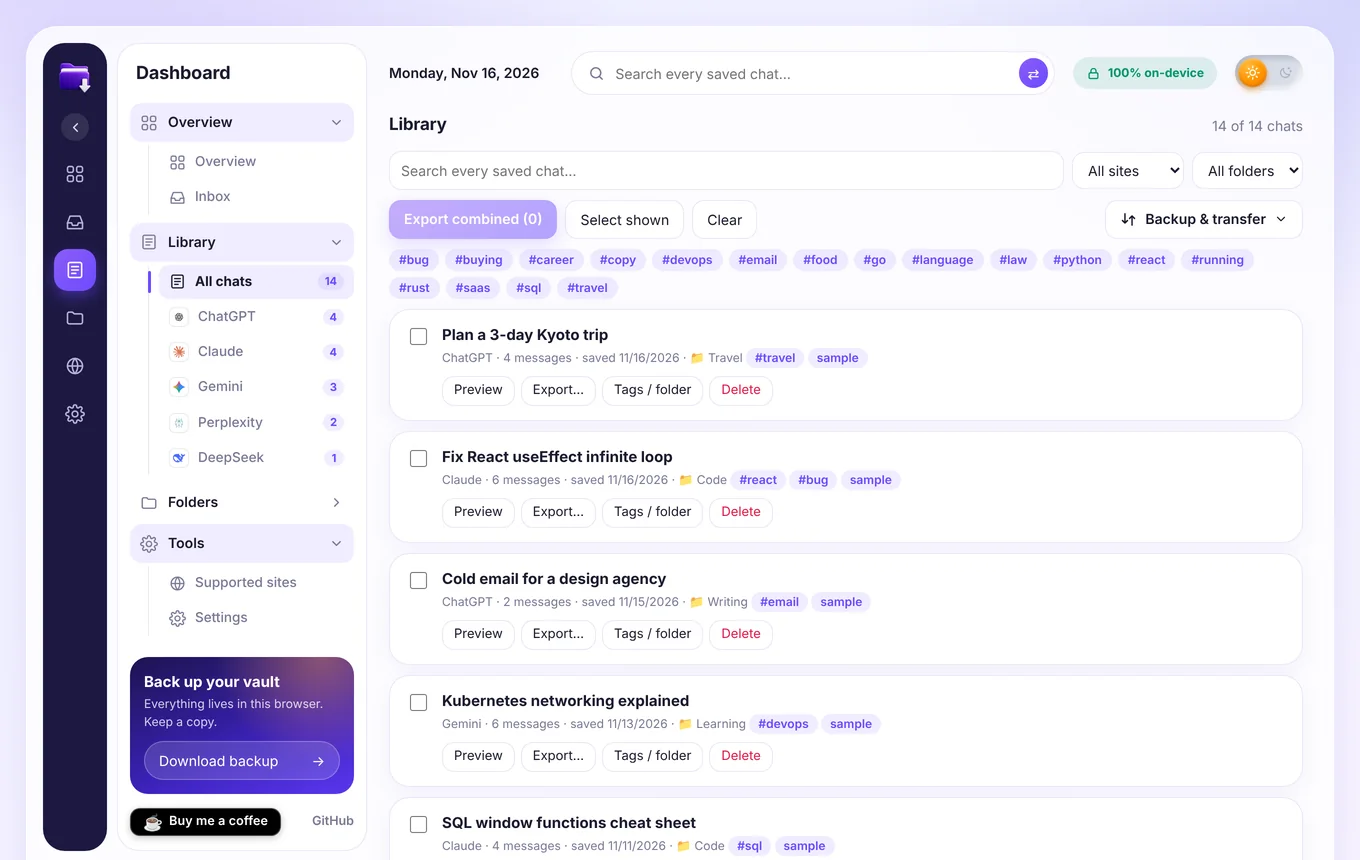 Dashboard
Overview
Overview
Inbox
Library
All chats 14
ChatGPT 4
Claude 4
Gemini 3
Perplexity 2
DeepSeek 1
Folders
Tools
Supported sites
Settings
Back up your vault
Everything lives in this browser.
Keep a copy.
Download backup →
Buy me a coffee
GitHub
Monday, Nov 16, 2026
Search every saved chat...
100% on-device
Library
14 of 14 chats
Search every saved chat...
All sites
All folders
Export combined (0)
Select shown
Clear
Backup & transfer
#bug #buying #career #copy #devops #email #food #go #language #law #python #react #running
#rust #saas #sql #travel
Plan a 3-day Kyoto trip
ChatGPT · 4 messages · saved 11/16/2026 · 📁 Travel #travel sample
Preview Export... Tags / folder Delete
Fix React useEffect infinite loop
Claude · 6 messages · saved 11/16/2026 · 📁 Code #react #bug sample
Preview Export... Tags / folder Delete
Cold email for a design agency
ChatGPT · 2 messages · saved 11/15/2026 · 📁 Writing #email sample
Preview Export... Tags / folder Delete
Kubernetes networking explained
Gemini · 6 messages · saved 11/13/2026 · 📁 Learning #devops sample
Preview Export... Tags / folder Delete
SQL window functions cheat sheet
Claude · 4 messages · saved 11/11/2026 · 📁 Code #sql sample